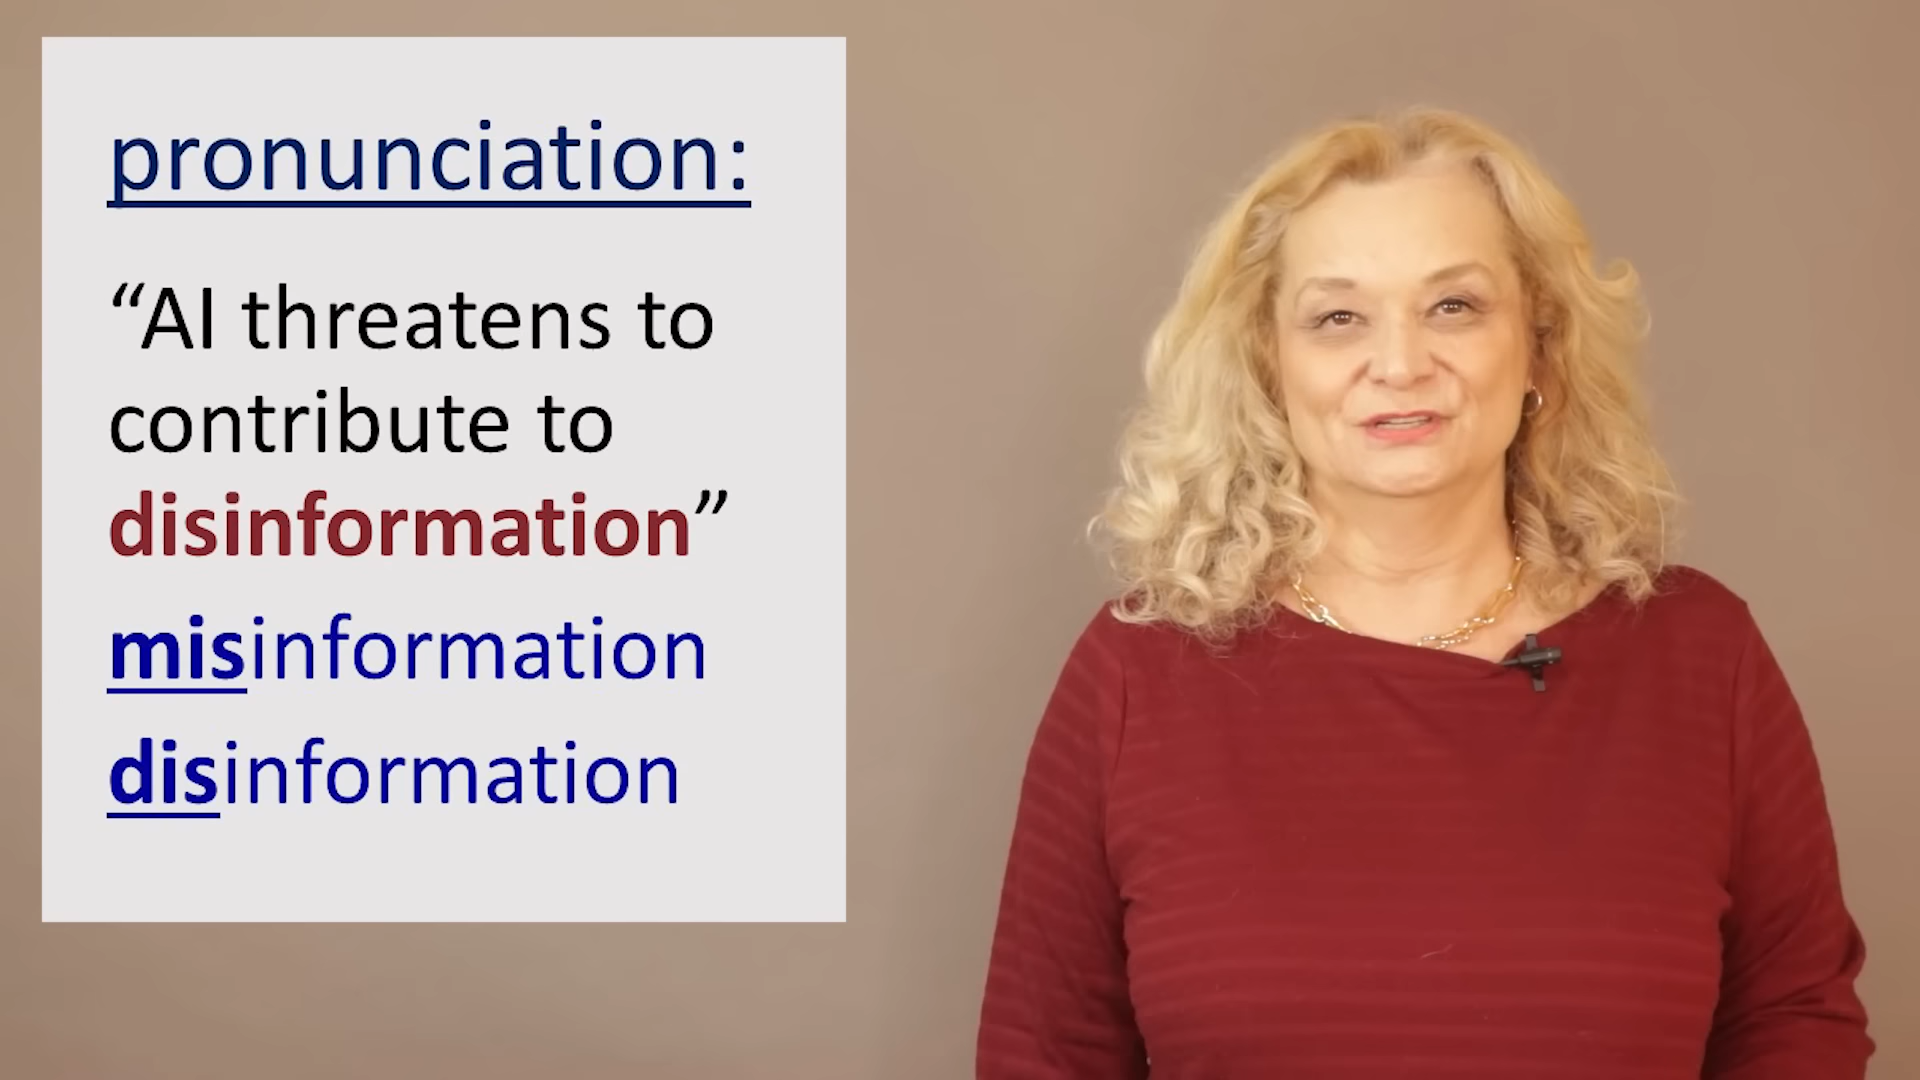 pronunciation:
“AI threatens to
contribute to
disinformation”
misinformation
disinformation